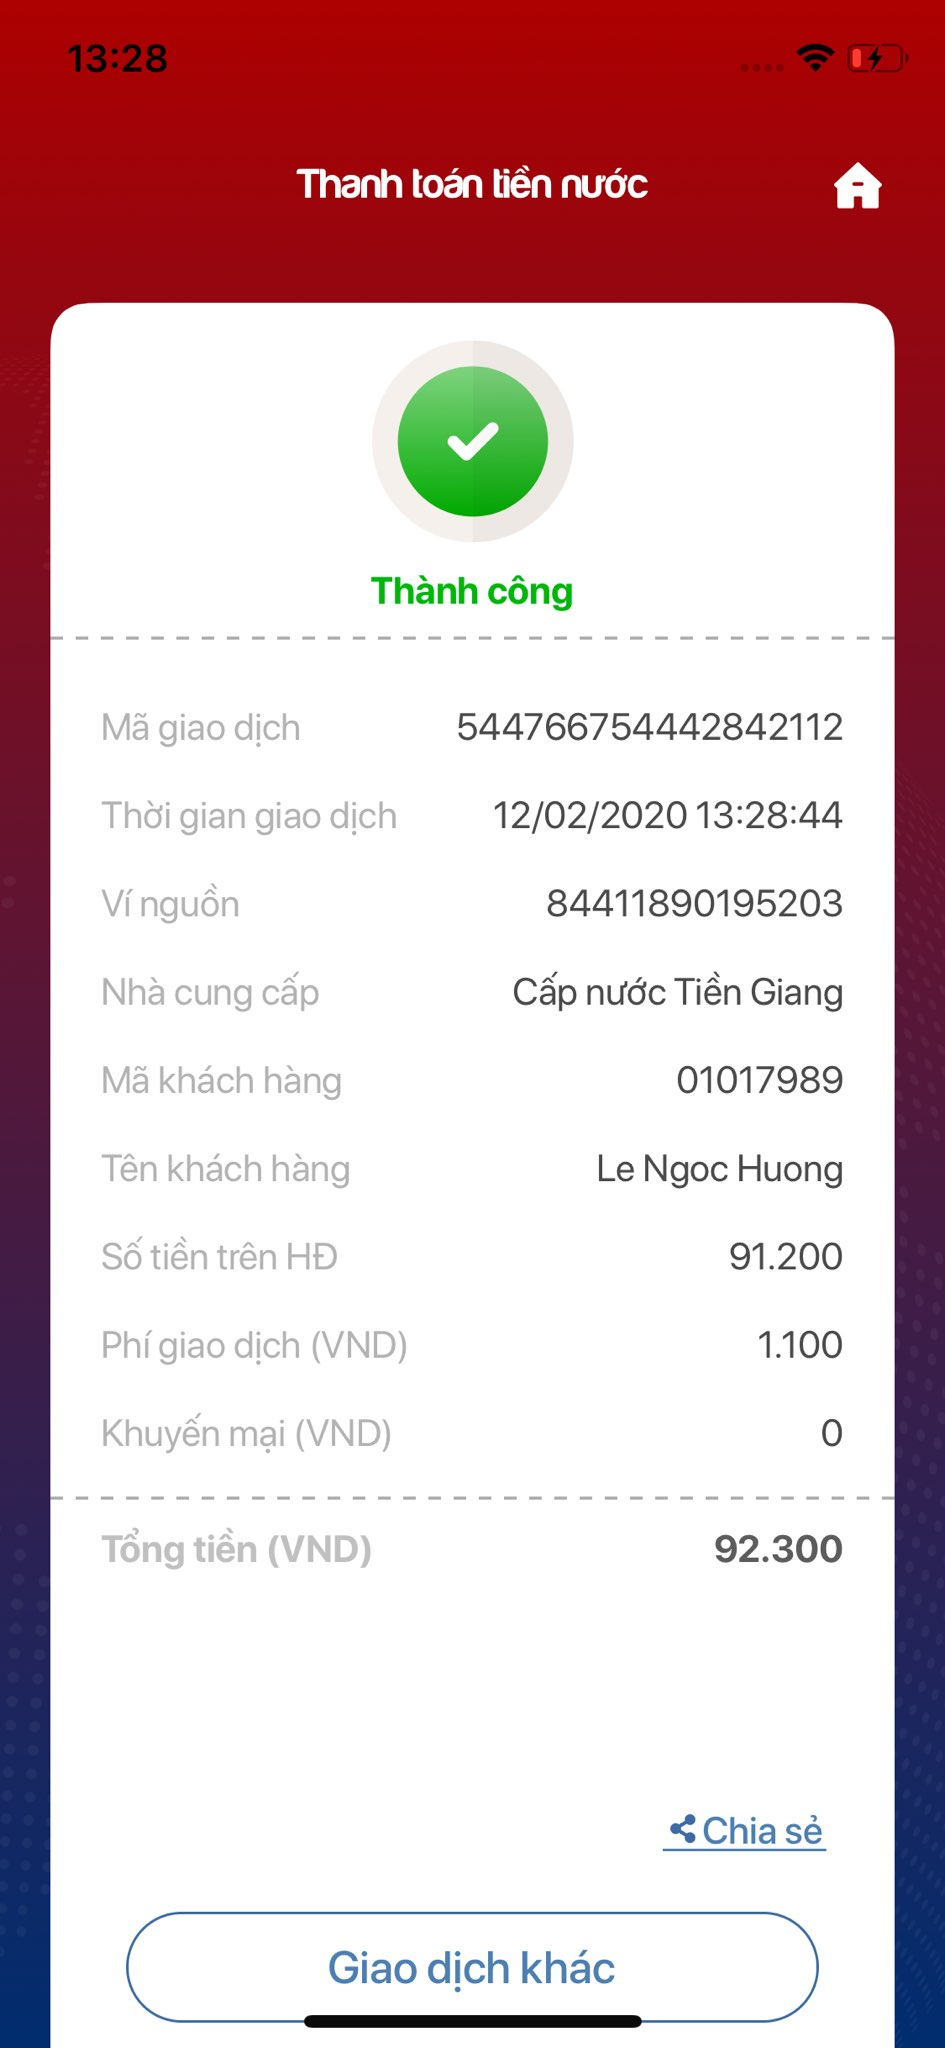 13:28
Thanh toán tiền nước
Thành công
Mã giao dịch 544766754442842112
Thời gian giao dịch 12/02/2020 13:28:44
Ví nguồn 84411890195203
Nhà cung cấp Cấp nước Tiền Giang
Mã khách hàng 01017989
Tên khách hàng Le Ngoc Huong
Số tiền trên HĐ 91.200
Phí giao dịch (VND) 1.100
Khuyến mại (VND) 0
Tổng tiền (VND) 92.300
Chia sẻ
Giao dịch khác